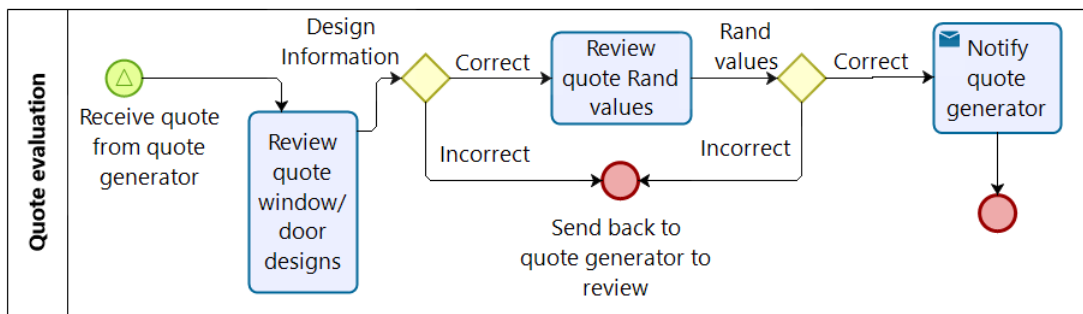 Quote evaluation
Receive quote
from quote
generator
Review
quote
window/
door
designs
Design
Information
Correct
Incorrect
Review
quote Rand
values
Rand
values
Correct
Incorrect
Send back to
quote generator to
review
Notify
quote
generator